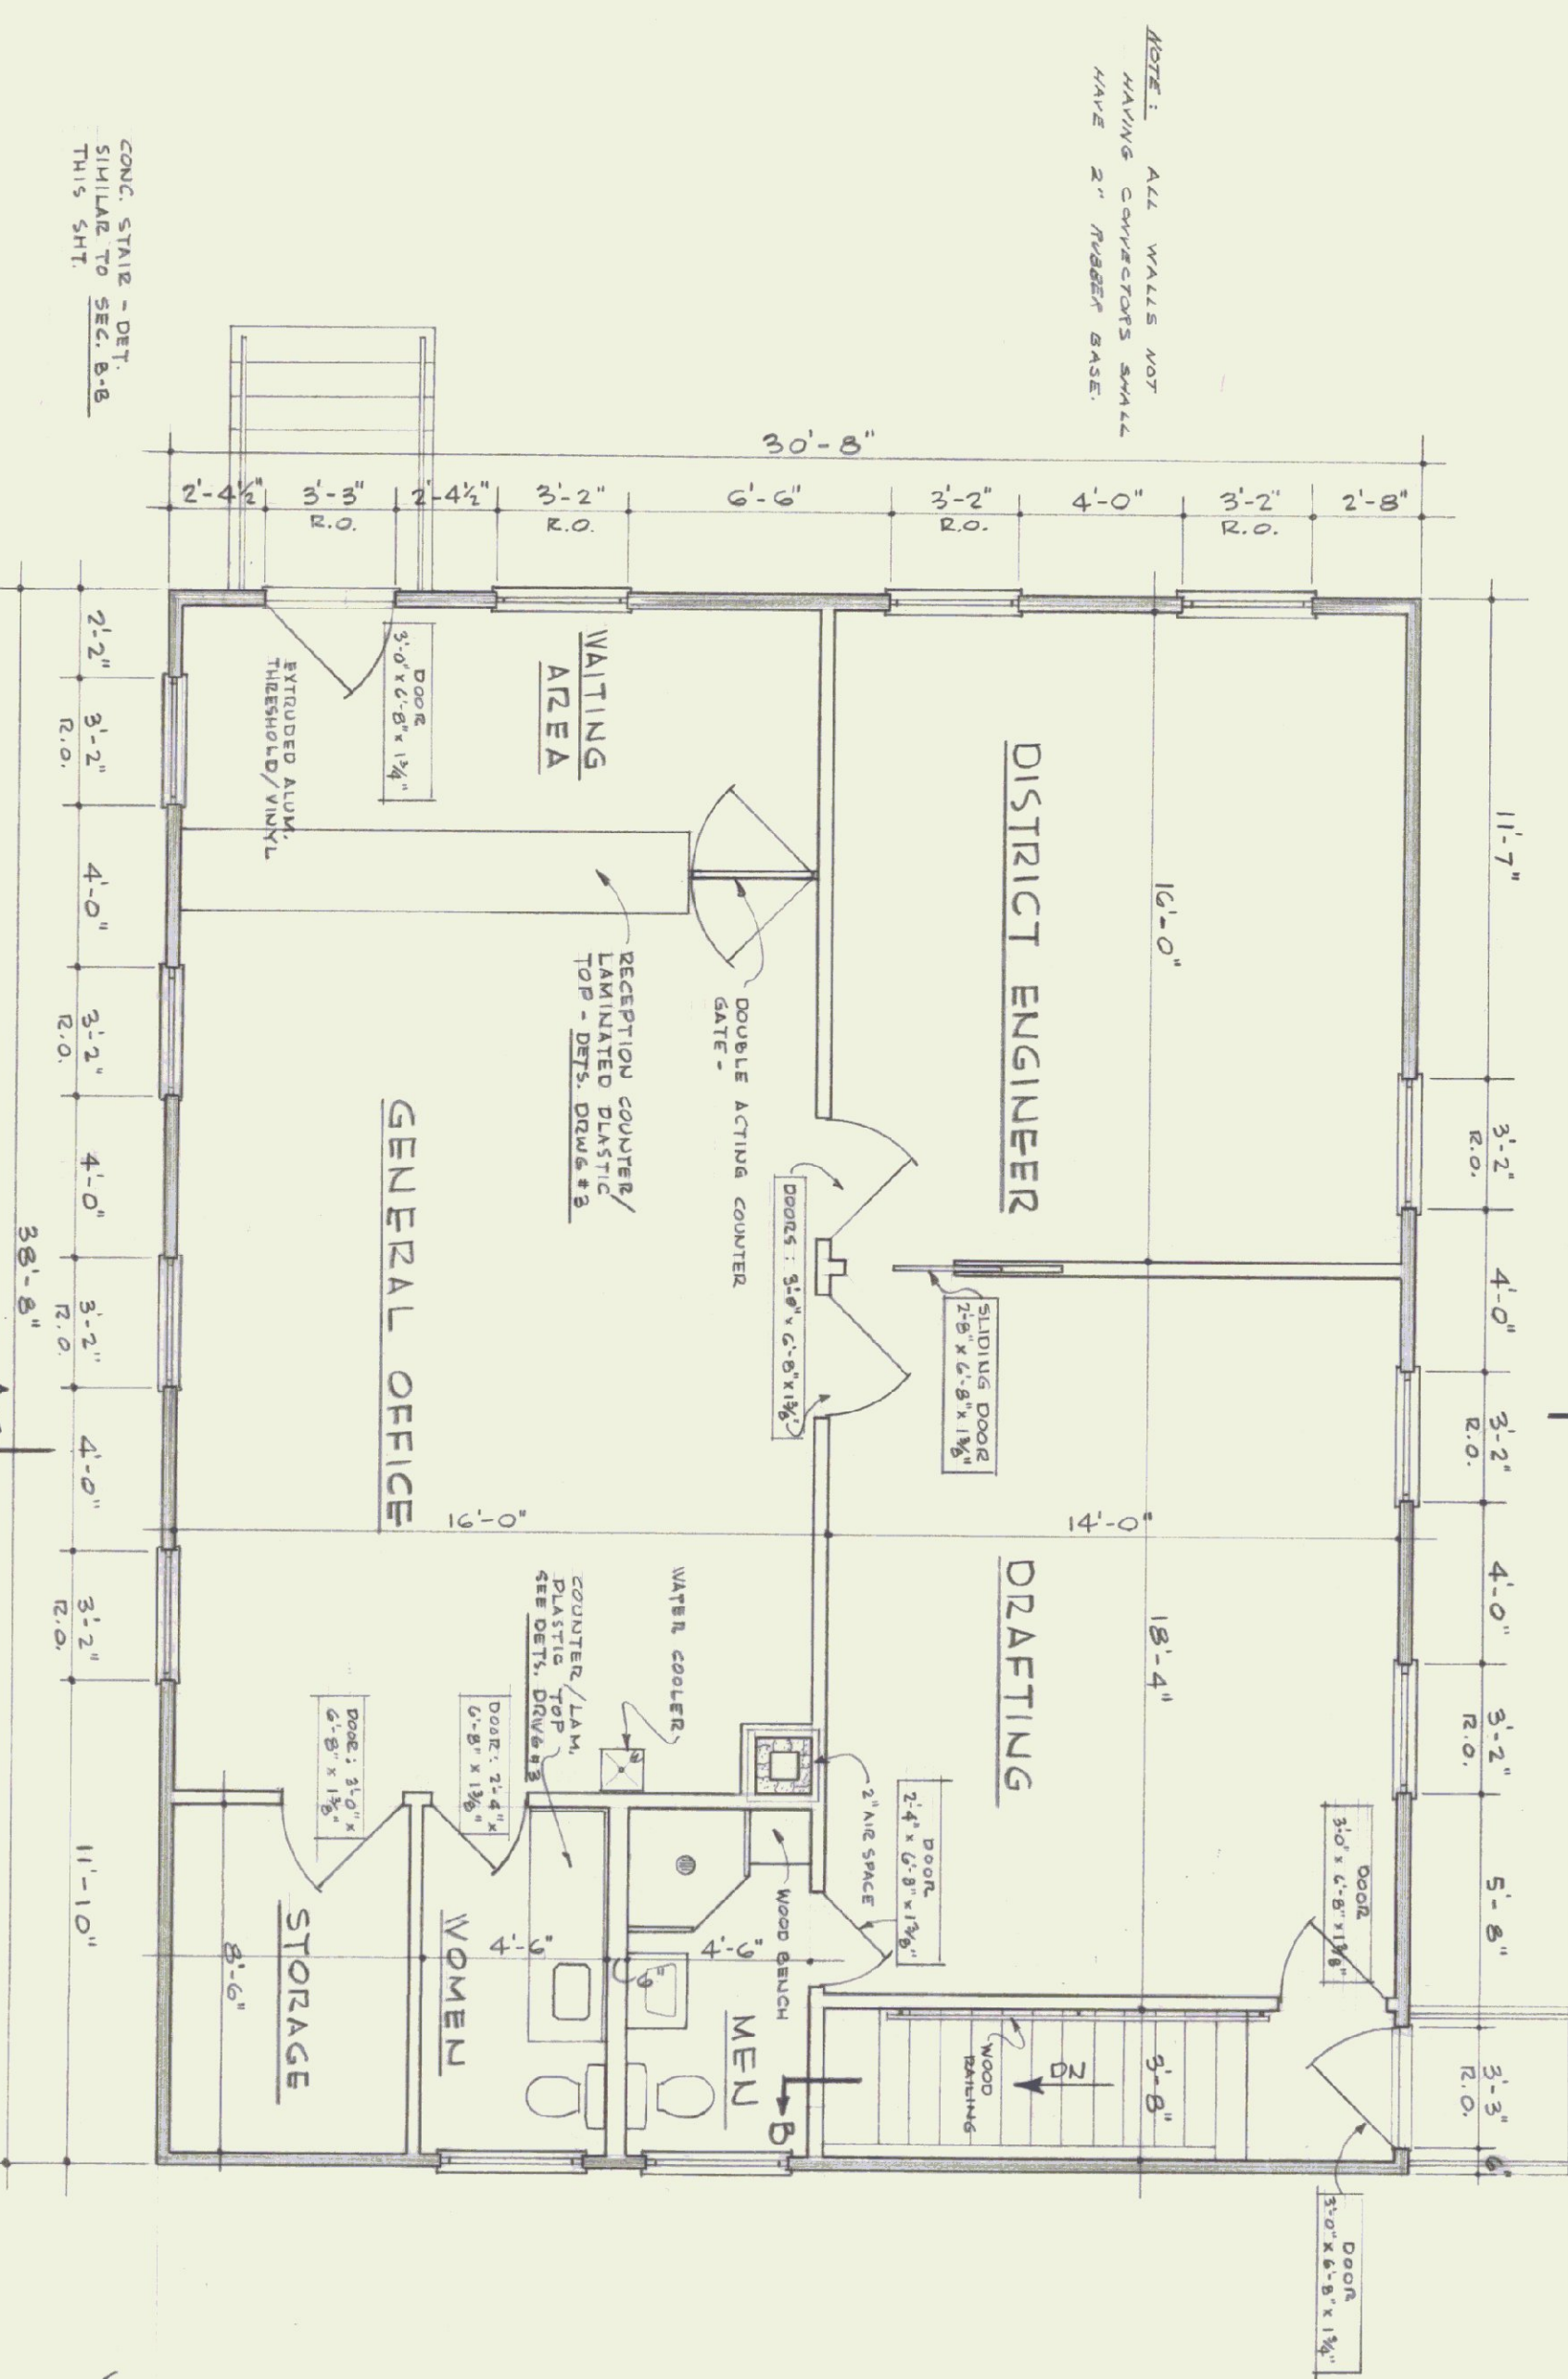 NOTE: ALL WALLS NOT
HAVING CONVECTORS SHALL
HAVE 2" RUBBER BASE.
CONC. STAIR - DET.
SIMILAR TO SEC. B-B
THIS SHT.
30'-8"
2'-4½"
3'-3"
R.O.
2'-4½"
3'-2"
R.O.
6'-6"
3'-2"
R.O.
4'-0"
3'-2"
R.O.
2'-8"
11'-7"
3'-2"
R.O.
4'-0"
3'-2"
R.O.
4'-0"
3'-2"
R.O.
5'-8"
3'-3"
R.O.
6"
DISTRICT ENGINEER
16'-0"
WAITING
AREA
DOOR
3'-0" x 6'-8" x 1¾"
EXTRUDED ALUM.
THRESHOLD/VINYL
DOUBLE ACTING COUNTER
GATE -
RECEPTION COUNTER/
LAMINATED PLASTIC
TOP - DETS. DRWG #3
DOORS: 3'-0" x 6'-8" x 1⅜"
SLIDING DOOR
2'-8" x 6'-8" x 1⅜"
GENERAL OFFICE
16'-0"
14'-0"
DRAFTING
18'-4"
WATER COOLER
COUNTER/LAM.
PLASTIC TOP
SEE DETS. DRWG #3
DOOR: 2'-4" x
6'-8" x 1⅜"
DOOR: 3'-0" x
6'-8" x 1⅜"
2" AIR SPACE
DOOR
2'-4" x 6'-8" x 1⅜"
DOOR
3'-0" x 6'-8" x 1⅜"
WOOD BENCH
STORAGE
8'-6"
WOMEN
4'-6"
6"
4'-6"
MEN
B
WOOD
RAILING
DN
3'-8"
DOOR
3'-0" x 6'-8" x 1¾"
2'-2"
3'-2"
R.O.
4'-0"
3'-2"
R.O.
4'-0"
3'-2"
R.O.
4'-0"
3'-2"
R.O.
11'-10"
38'-8"